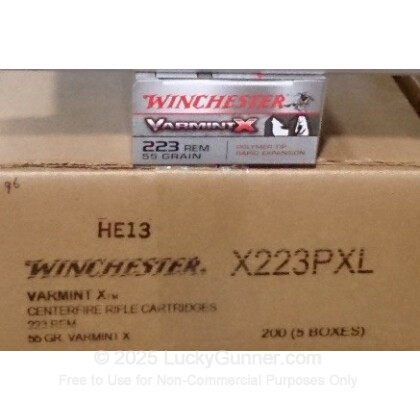 WINCHESTER
VARMINT X
223 REM
55 GRAIN
POLYMER TIP
RAPID EXPANSION
96
HE13
WINCHESTER. X223PXL
VARMINT X™
CENTERFIRE RIFLE CARTRIDGES
223 REM
55 GR. VARMINT X 200 (5 BOXES)
© 2025 LuckyGunner.com
Free to Use for Non-Commercial Purposes Only